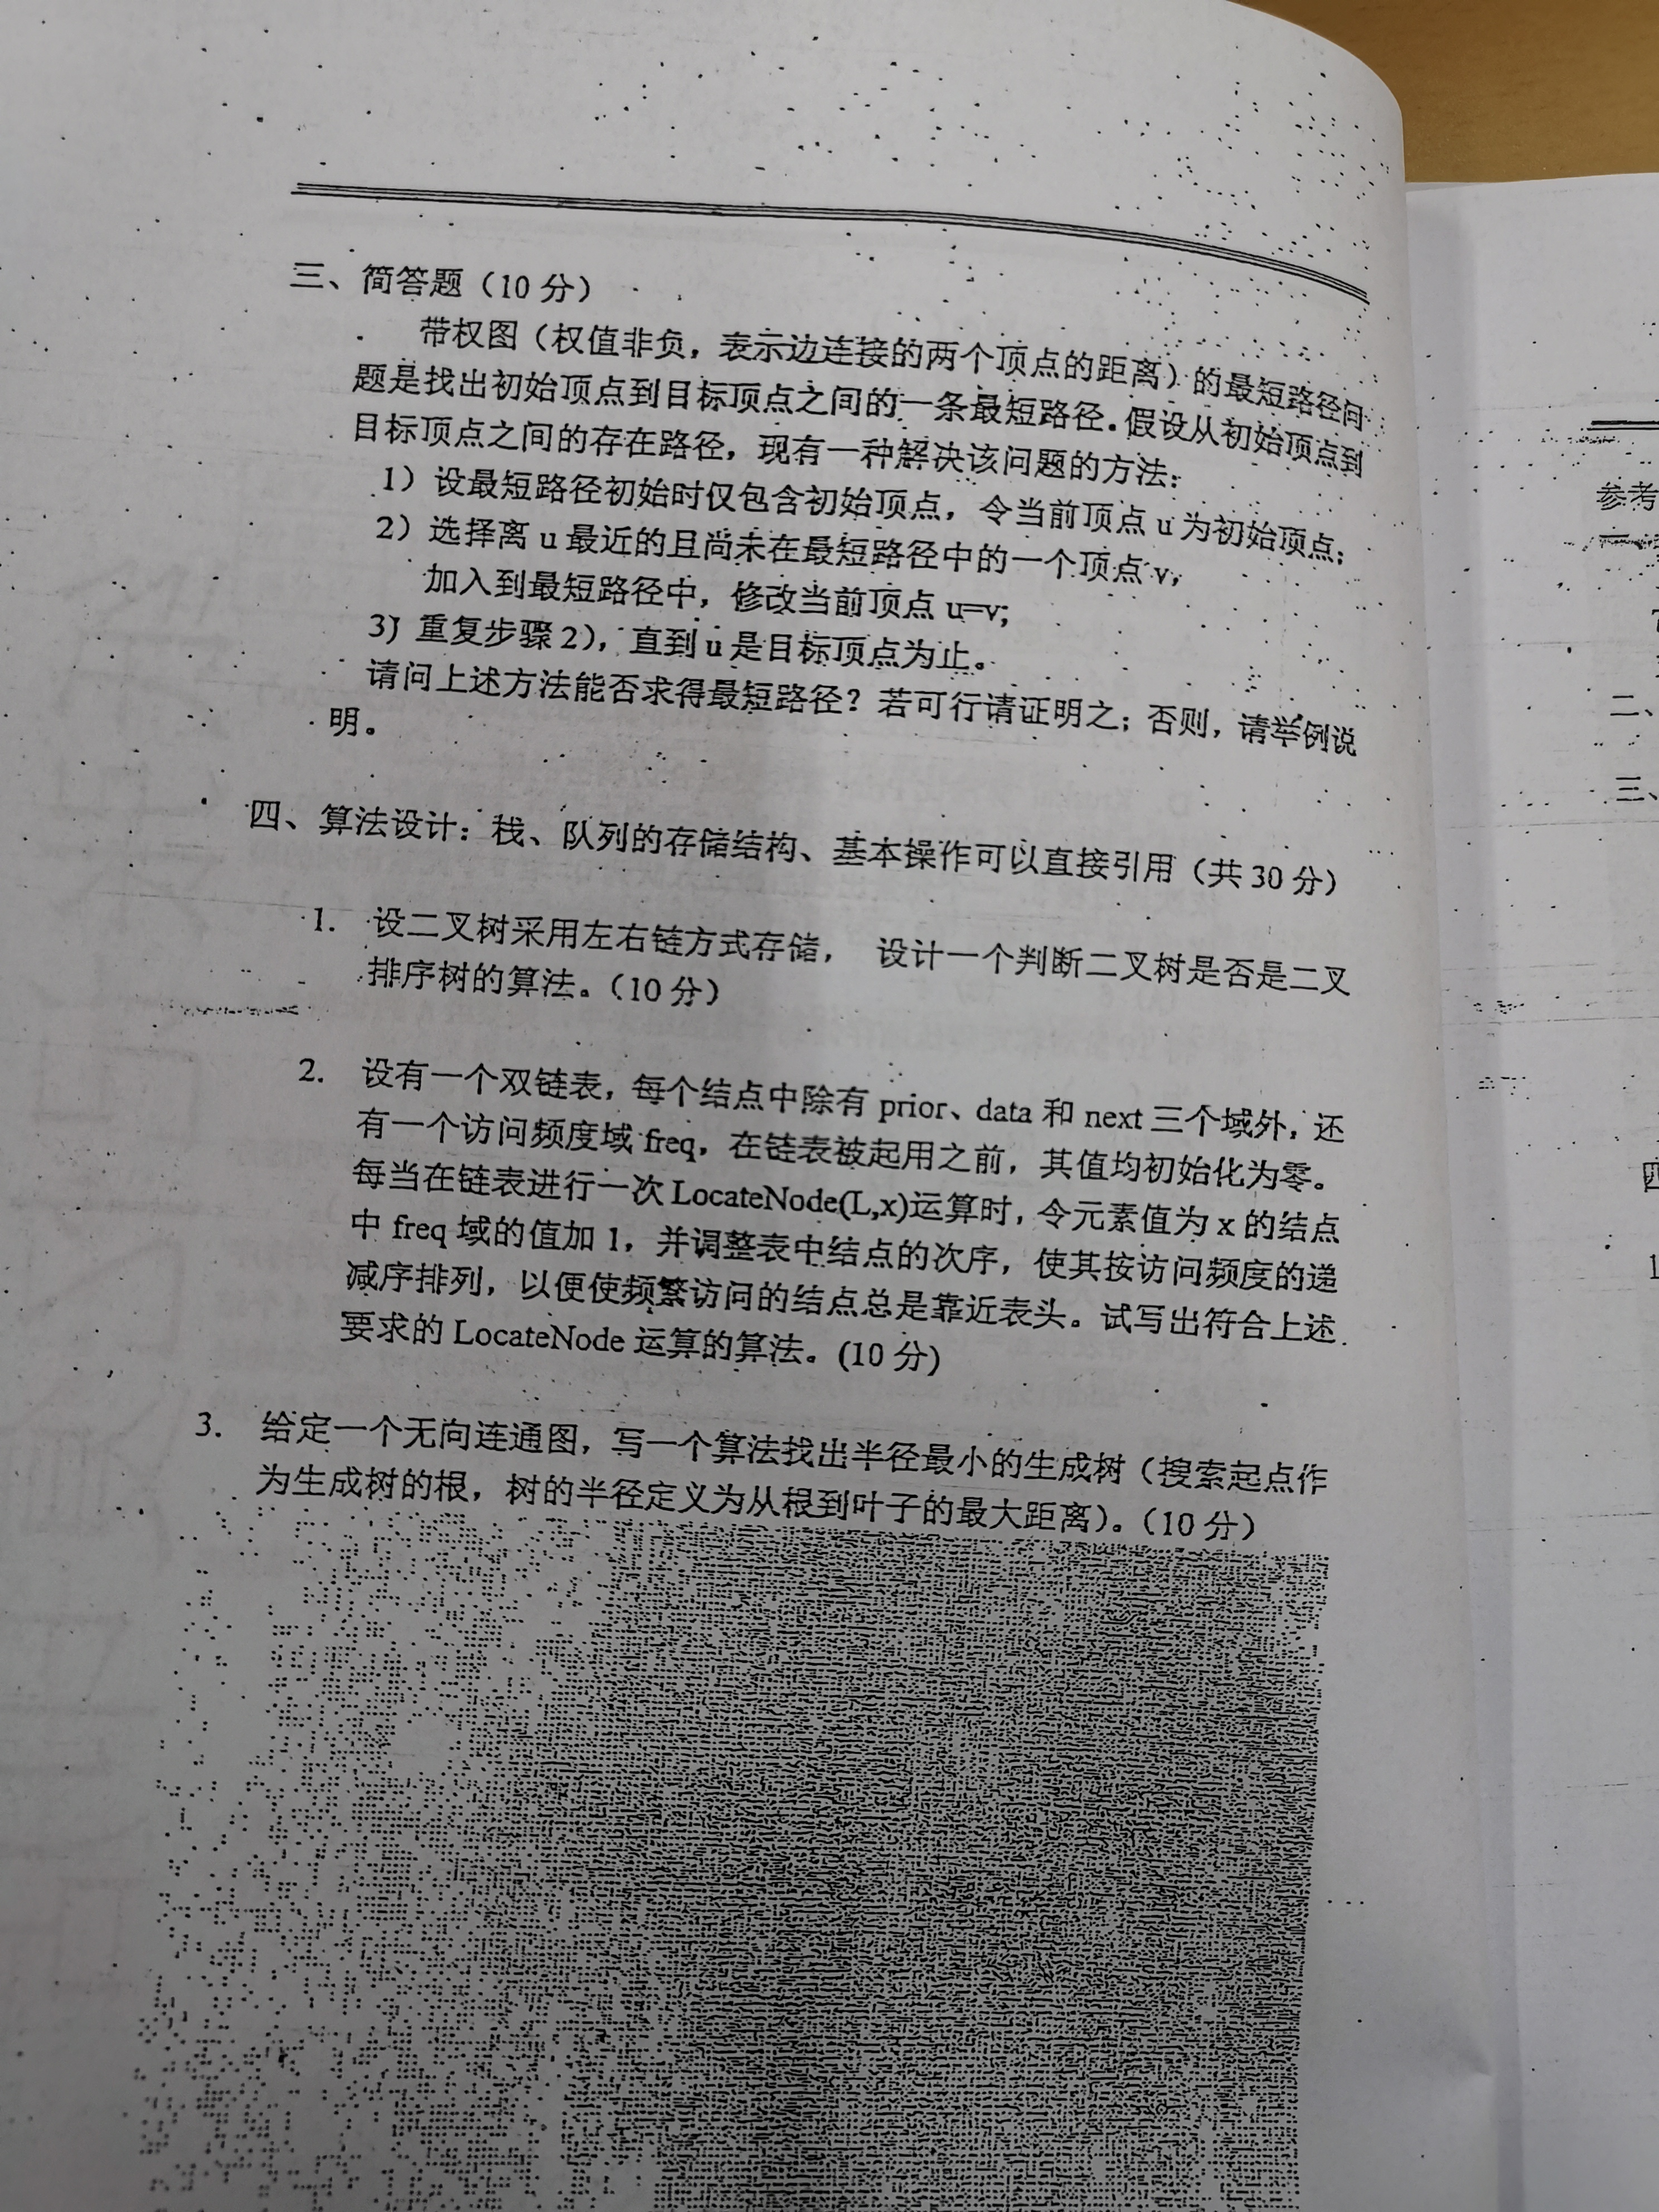 三、简答题（10 分）
带权图（权值非负，表示边连接的两个顶点的距离）的最短路径问
题是找出初始顶点到目标顶点之间的一条最短路径。假设从初始顶点到
目标顶点之间的存在路径，现有一种解决该问题的方法：
1）设最短路径初始时仅包含初始顶点，令当前顶点 u 为初始顶点；
2）选择离 u 最近的且尚未在最短路径中的一个顶点 v，
加入到最短路径中，修改当前顶点 u=v;
3）重复步骤 2），直到 u 是目标顶点为止。
请问上述方法能否求得最短路径？若可行请证明之；否则，请举例说
明。
四、算法设计：栈、队列的存储结构、基本操作可以直接引用（共 30 分）
1. 设二叉树采用左右链方式存储， 设计一个判断二叉树是否是二叉
排序树的算法。（10 分）
2. 设有一个双链表，每个结点中除有 prior、data 和 next 三个域外，还
有一个访问频度域 freq，在链表被起用之前，其值均初始化为零。
每当在链表进行一次 LocateNode(L,x)运算时，令元素值为 x 的结点
中 freq 域的值加 1，并调整表中结点的次序，使其按访问频度的递
减序排列，以便使频繁访问的结点总是靠近表头。试写出符合上述
要求的 LocateNode 运算的算法。(10 分)
3. 给定一个无向连通图，写一个算法找出半径最小的生成树（搜索起点作
为生成树的根，树的半径定义为从根到叶子的最大距离）。（10 分）
参考
二、
三、
四
1